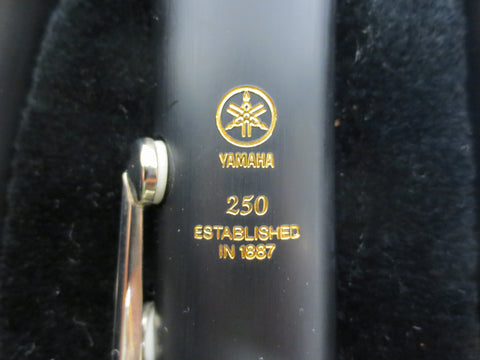 YAMAHA
250
ESTABLISHED
IN 1887